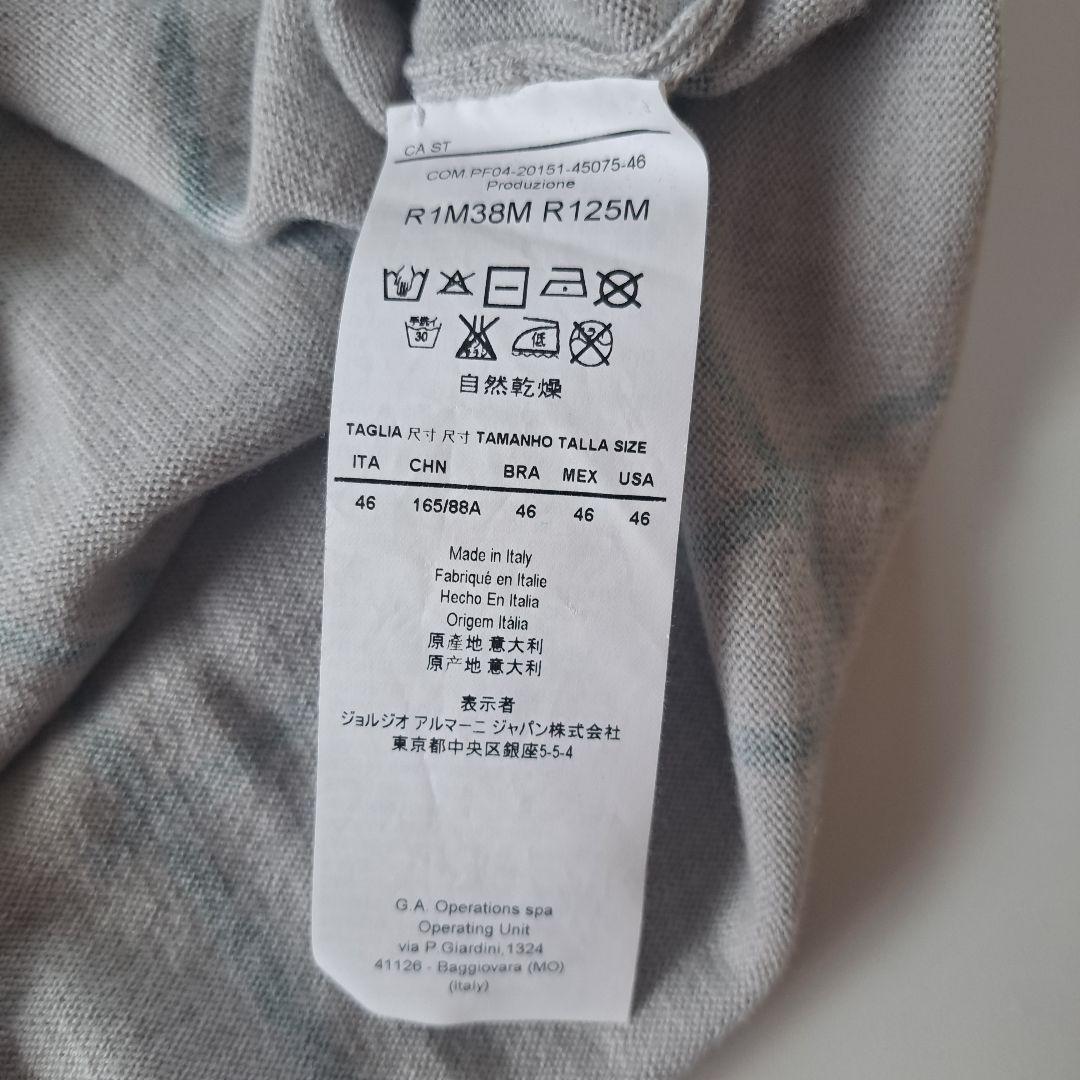 CA ST
COM.PF04-20151-45075-46
Produzione
R1M38M R125M
手洗イ
30
低
自然乾燥
TAGLIA 尺寸 尺寸 TAMANHO TALLA SIZE
ITA CHN BRA MEX USA
46 165/88A 46 46 46
Made in Italy
Fabriqué en Italie
Hecho En Italia
Origem Itália
原產地 意大利
原产地 意大利
表示者
ジョルジオ アルマーニ ジャパン株式会社
東京都中央区銀座5-5-4
G.A. Operations spa
Operating Unit
via P.Giardini,1324
41126 - Baggiovara (MO)
(Italy)